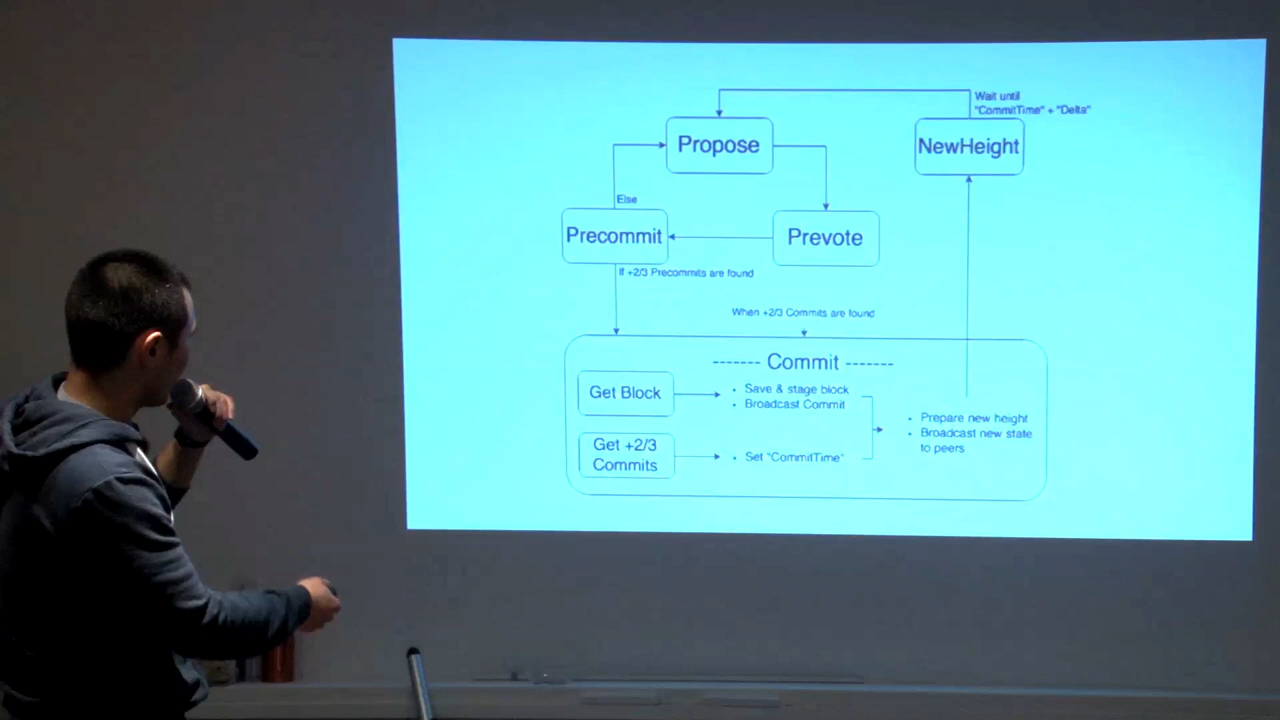 Wait until
"CommitTime" + "Delta"
Propose
NewHeight
Else
Precommit
Prevote
If +2/3 Precommits are found
When +2/3 Commits are found
------- Commit -------
Get Block
• Save & stage block
• Broadcast Commit
Get +2/3
Commits
• Set "CommitTime"
• Prepare new height
• Broadcast new state
to peers